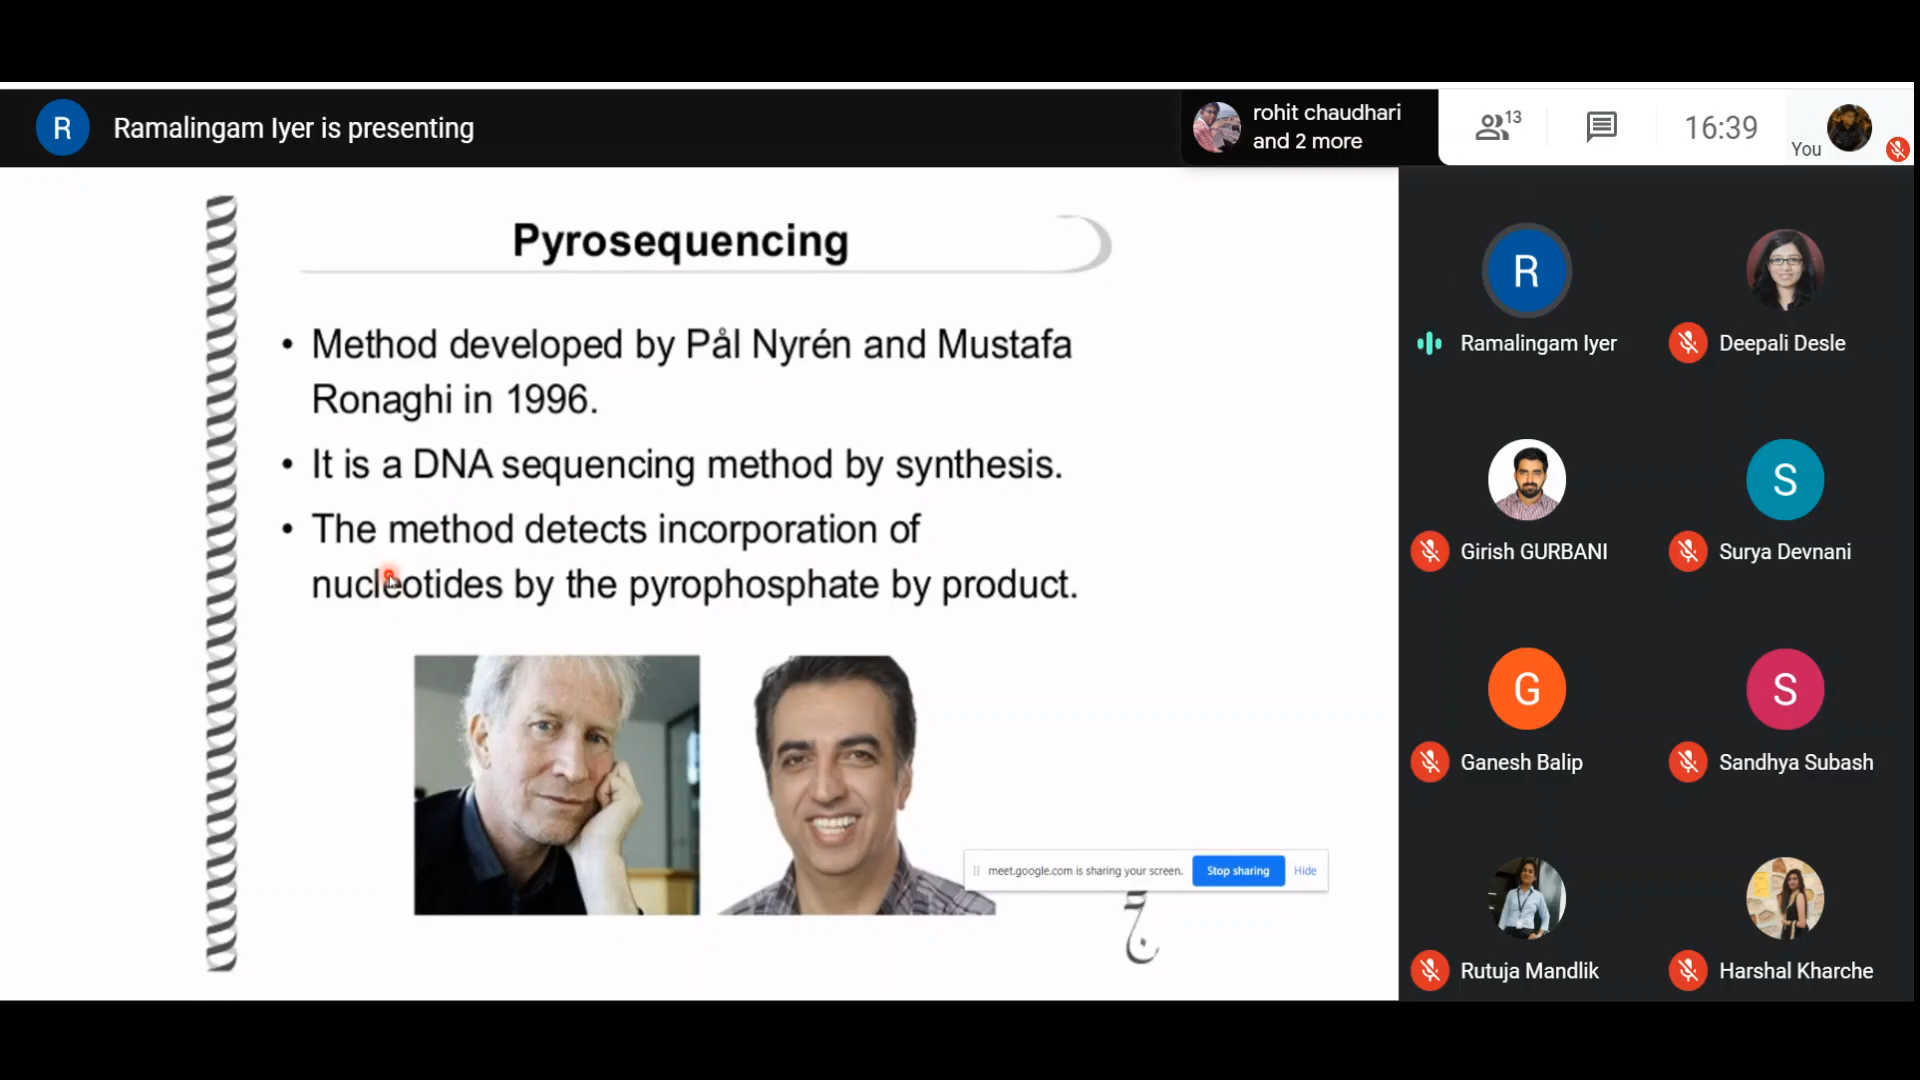 R
Ramalingam Iyer is presenting
rohit chaudhari
and 2 more
13
16:39
You
Pyrosequencing
• Method developed by Pål Nyrén and Mustafa
Ronaghi in 1996.
• It is a DNA sequencing method by synthesis.
• The method detects incorporation of
nucleotides by the pyrophosphate by product.
meet.google.com is sharing your screen.
Stop sharing
Hide
R
Ramalingam Iyer
Deepali Desle
Girish GURBANI
S
Surya Devnani
G
Ganesh Balip
S
Sandhya Subash
Rutuja Mandlik
Harshal Kharche